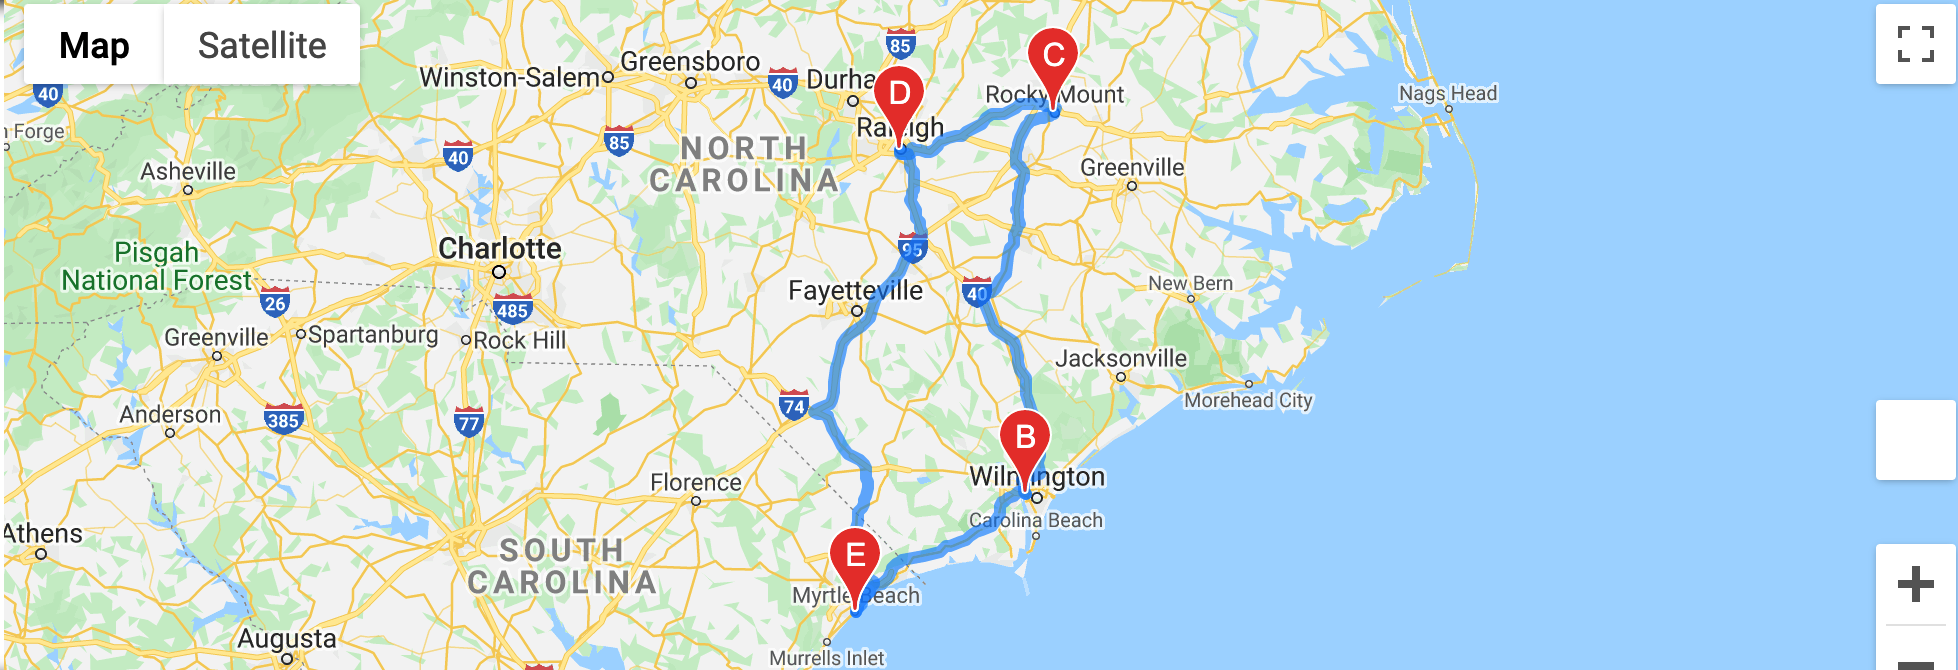 Map
Satellite
85
C
Winston-Salem
Greensboro
40
Durha
D
Rocky Mount
Nags Head
40
n Forge
85
40
Raleigh
NORTH
CAROLINA
Asheville
Greenville
Pisgah
National Forest
Charlotte
95
26
485
Fayetteville
40
New Bern
Greenville
Spartanburg
Rock Hill
Jacksonville
Morehead City
Anderson
385
77
74
B
Florence
Wilmington
Carolina Beach
Athens
SOUTH
CAROLINA
E
Myrtle Beach
Augusta
Murrells Inlet